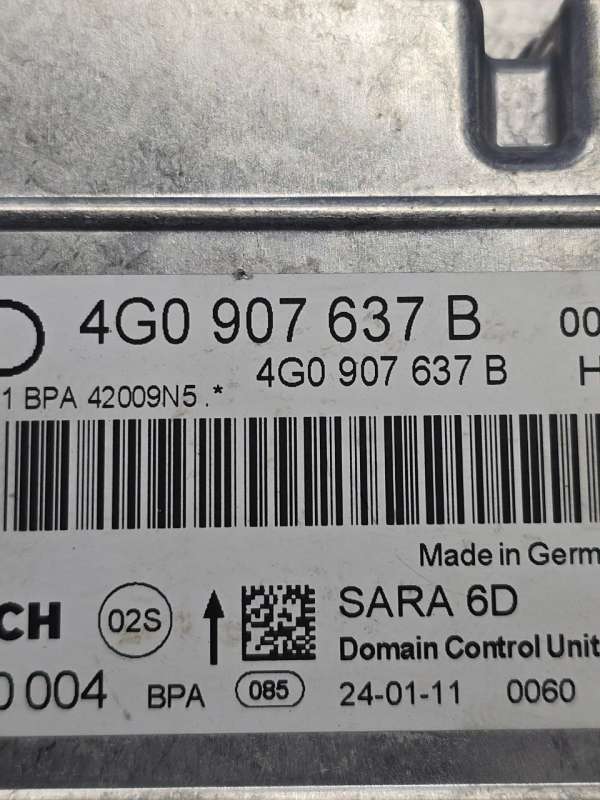 4G0 907 637 B 00
4G0 907 637 B H
1 BPA 42009N5 .*
Made in Germ
CH 02S SARA 6D
Domain Control Unit
0 004 BPA 085 24-01-11 0060